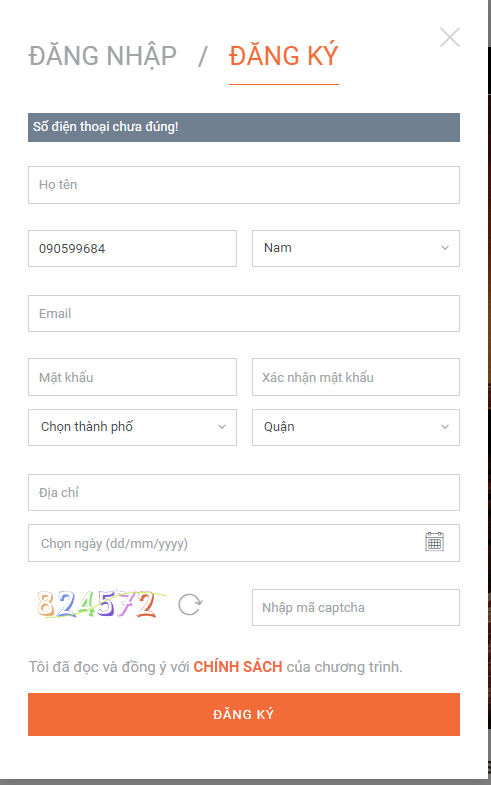 ĐĂNG NHẬP / ĐĂNG KÝ
Số điện thoại chưa đúng!
Họ tên
090599684 Nam
Email
Mật khẩu Xác nhận mật khẩu
Chọn thành phố Quận
Địa chỉ
Chọn ngày (dd/mm/yyyy)
824572 Nhập mã captcha
Tôi đã đọc và đồng ý với CHÍNH SÁCH của chương trình.
ĐĂNG KÝ